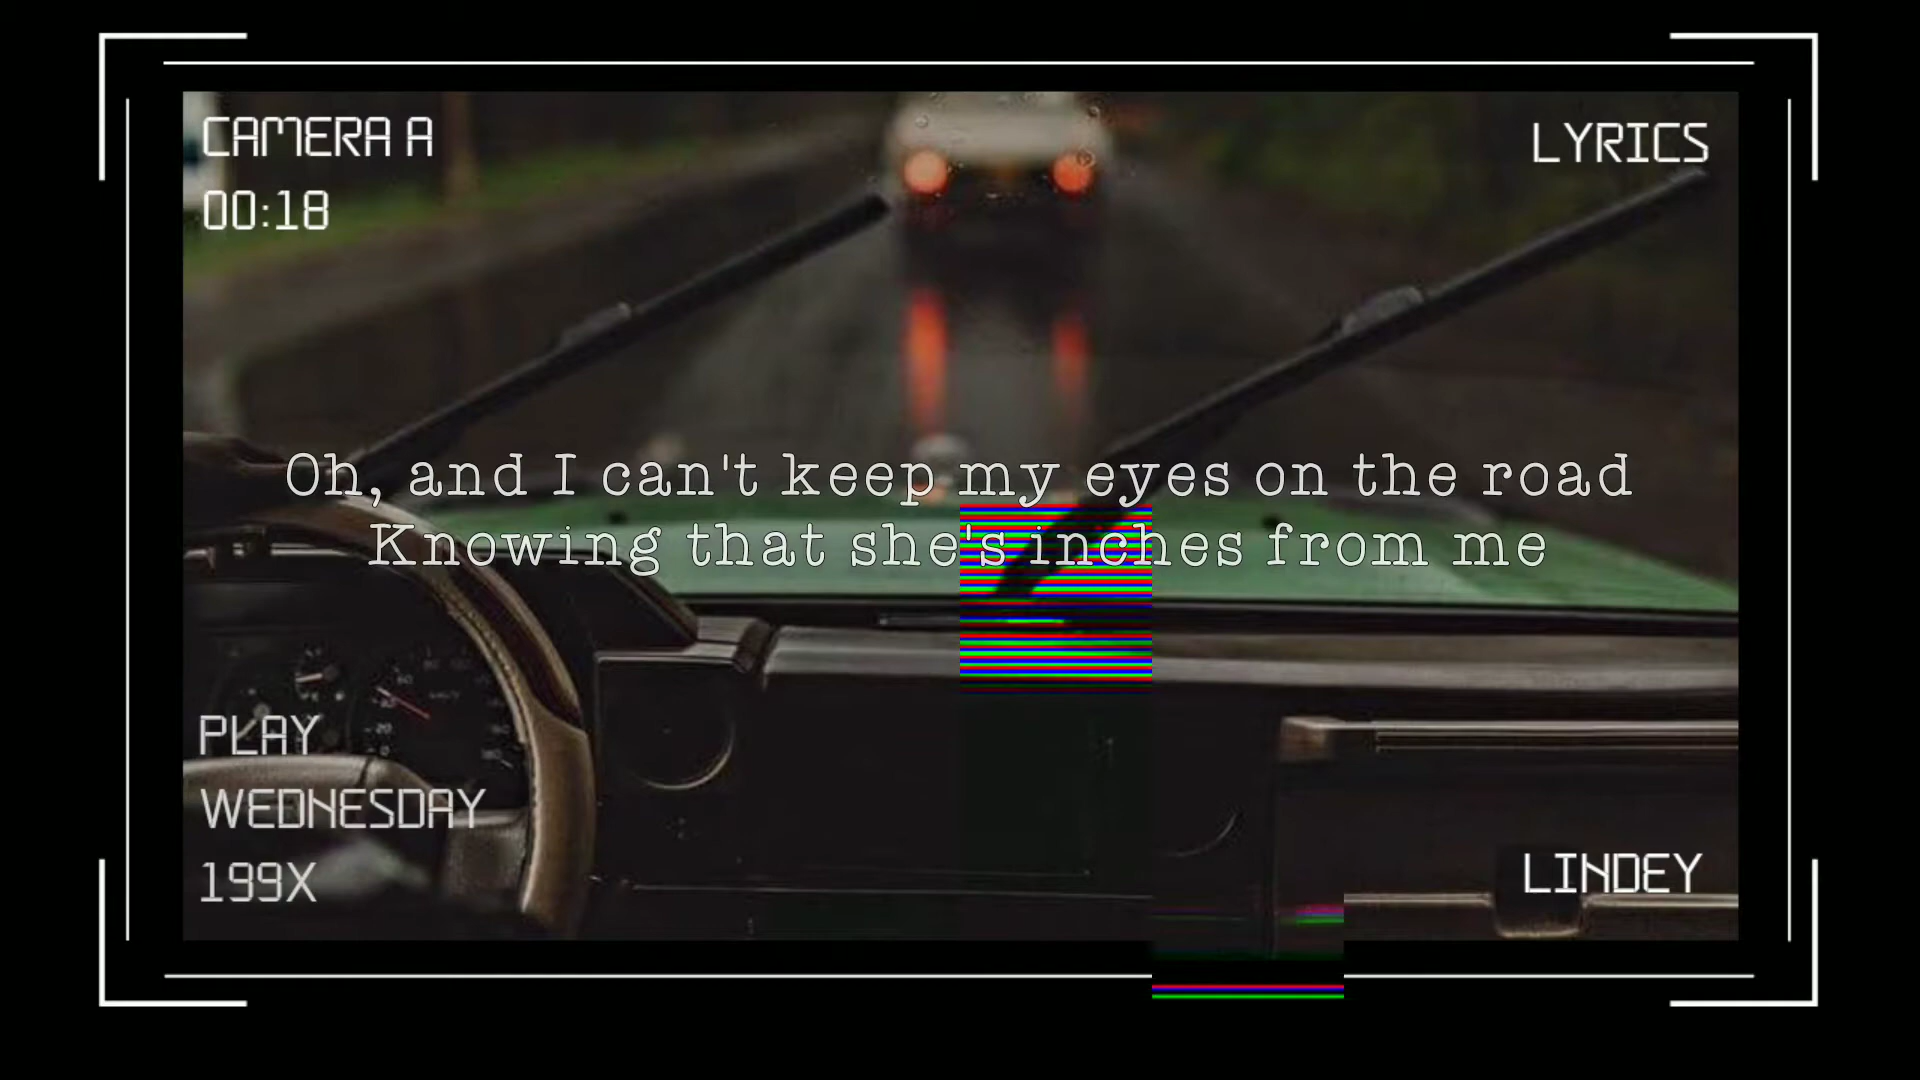 CAMERA A
00:18
LYRICS
Oh, and I can't keep my eyes on the road
Knowing that she's inches from me
PLAY
WEDNESDAY
199X
LINDEY